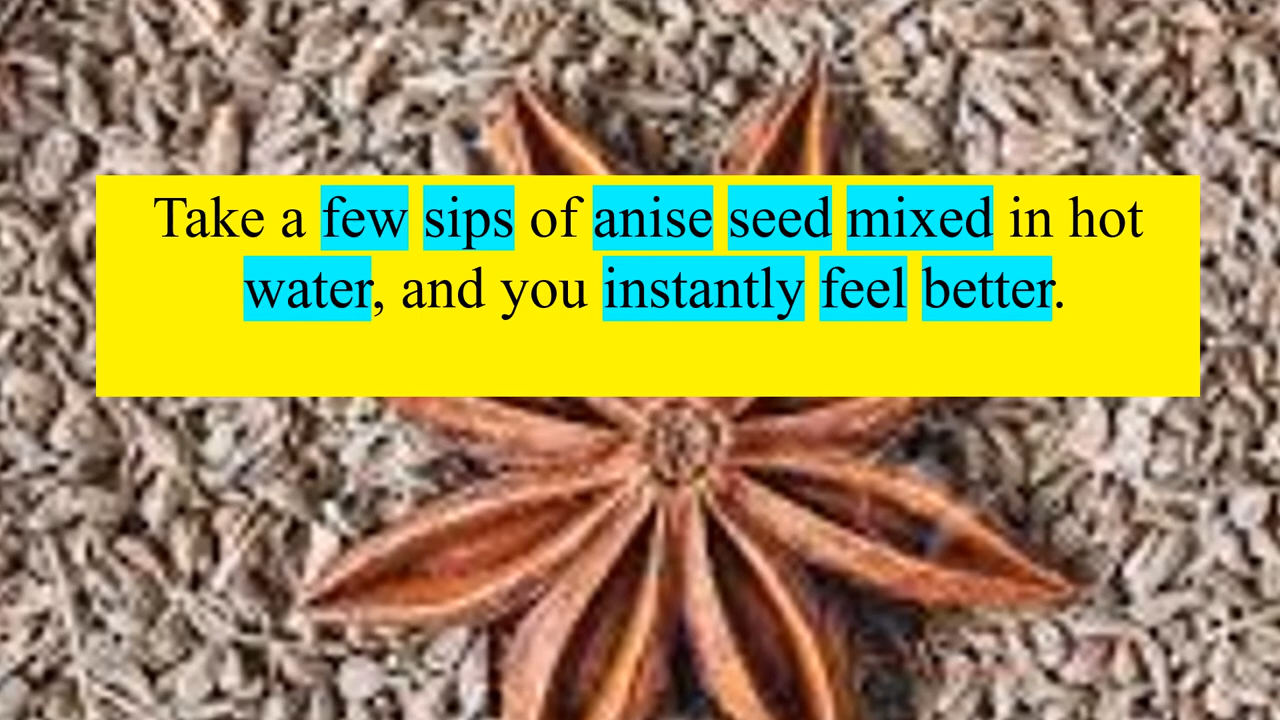 Take a few sips of anise seed mixed in hot
water, and you instantly feel better.